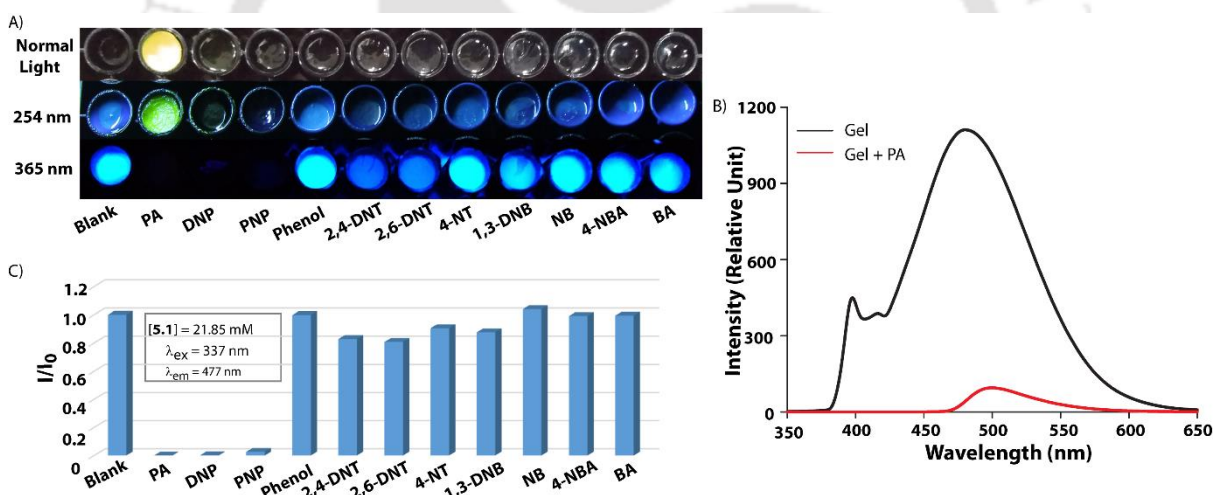 A)
Normal
Light
254 nm
365 nm
Blank PA DNP PNP Phenol 2,4-DNT 2,6-DNT 4-NT 1,3-DNB NB 4-NBA BA
B)
1200
900
600
300
0
Intensity (Relative Unit)
Gel
Gel + PA
350 400 450 500 550 600 650
Wavelength (nm)
C)
1.2
1.0
0.8
0.6
0.4
0.2
0
I/I0
[5.1] = 21.85 mM
λex = 337 nm
λem = 477 nm
Blank PA DNP PNP Phenol 2,4-DNT 2,6-DNT 4-NT 1,3-DNB NB 4-NBA BA